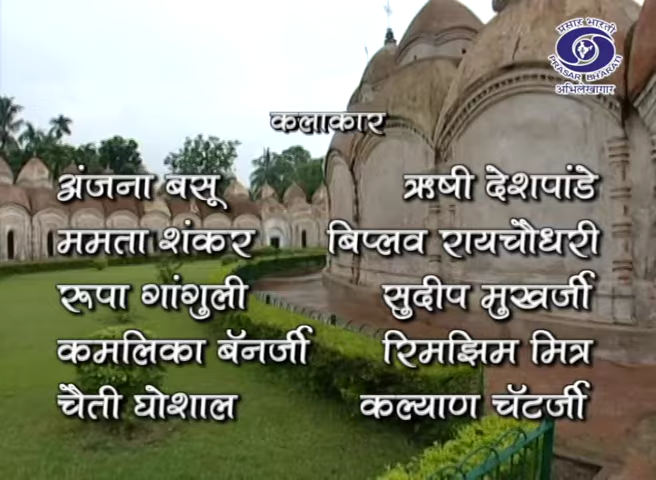 प्रसार भारती
PRASAR BHARATI
अभिलेखागार
कलाकार
अंजना बसू ऋषी देशपांडे
ममता शंकर बिप्लव रायचौधरी
रूपा गांगुली सुदीप मुखर्जी
कमलिका बॅनर्जी रिमझिम मित्र
चैती घोशाल कल्याण चॅटर्जी